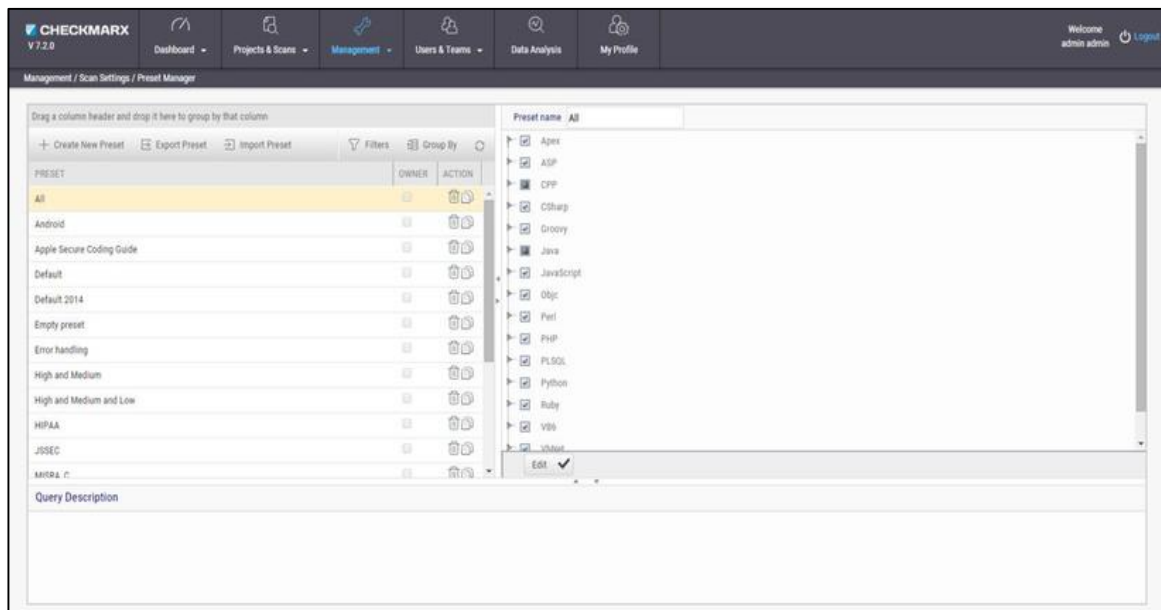 CHECKMARX
V 7.2.0
Dashboard
Projects & Scans
Management
Users & Teams
Data Analysis
My Profile
Welcome
admin admin
Logout
Management / Scan Settings / Preset Manager
Drag a column header and drop it here to group by that column
Create New Preset Export Preset Import Preset Filters Group By
PRESET OWNER ACTION
All
Android
Apple Secure Coding Guide
Default
Default 2014
Empty preset
Error handling
High and Medium
High and Medium and Low
HIPAA
JSSEC
MISRA_C
Preset name All
Apex
ASP
CPP
CSharp
Groovy
Java
JavaScript
Objc
Perl
PHP
PLSQL
Python
Ruby
VB6
VbNet
Edit
Query Description